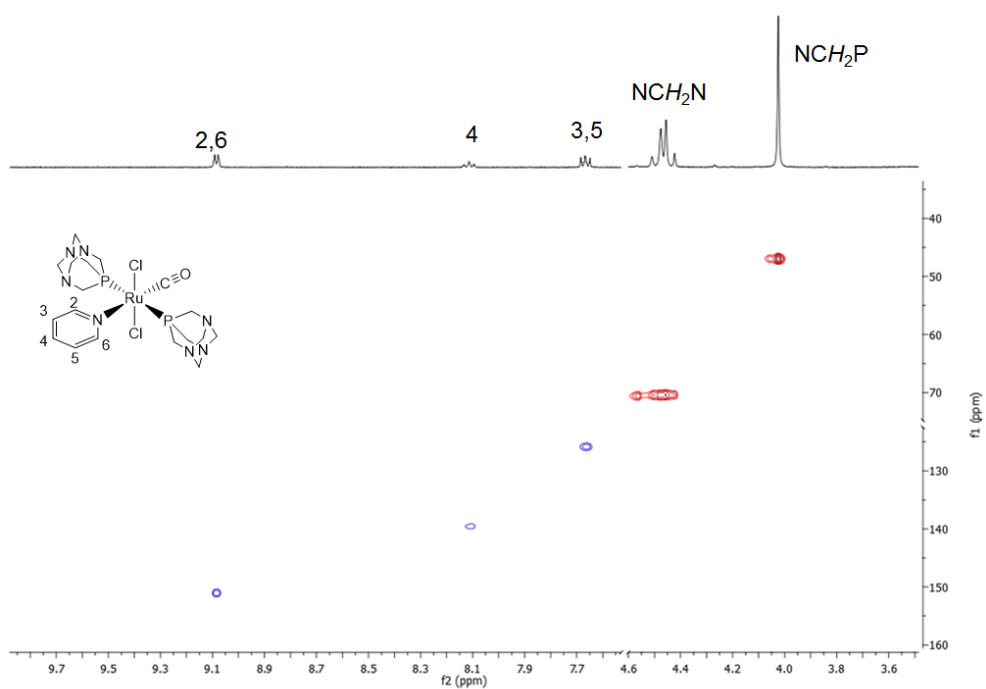 NCH2P
NCH2N
2,6
4
3,5
40
50
60
70
130
140
150
160
f1 (ppm)
N N
N
P
Cl
C≡O
Ru
3
2
N
4
5
6
Cl
P
N
N N
9.7 9.5 9.3 9.1 8.9 8.7 8.5 8.3 8.1 7.9 7.7 4.6 4.4 4.2 4.0 3.8 3.6
f2 (ppm)